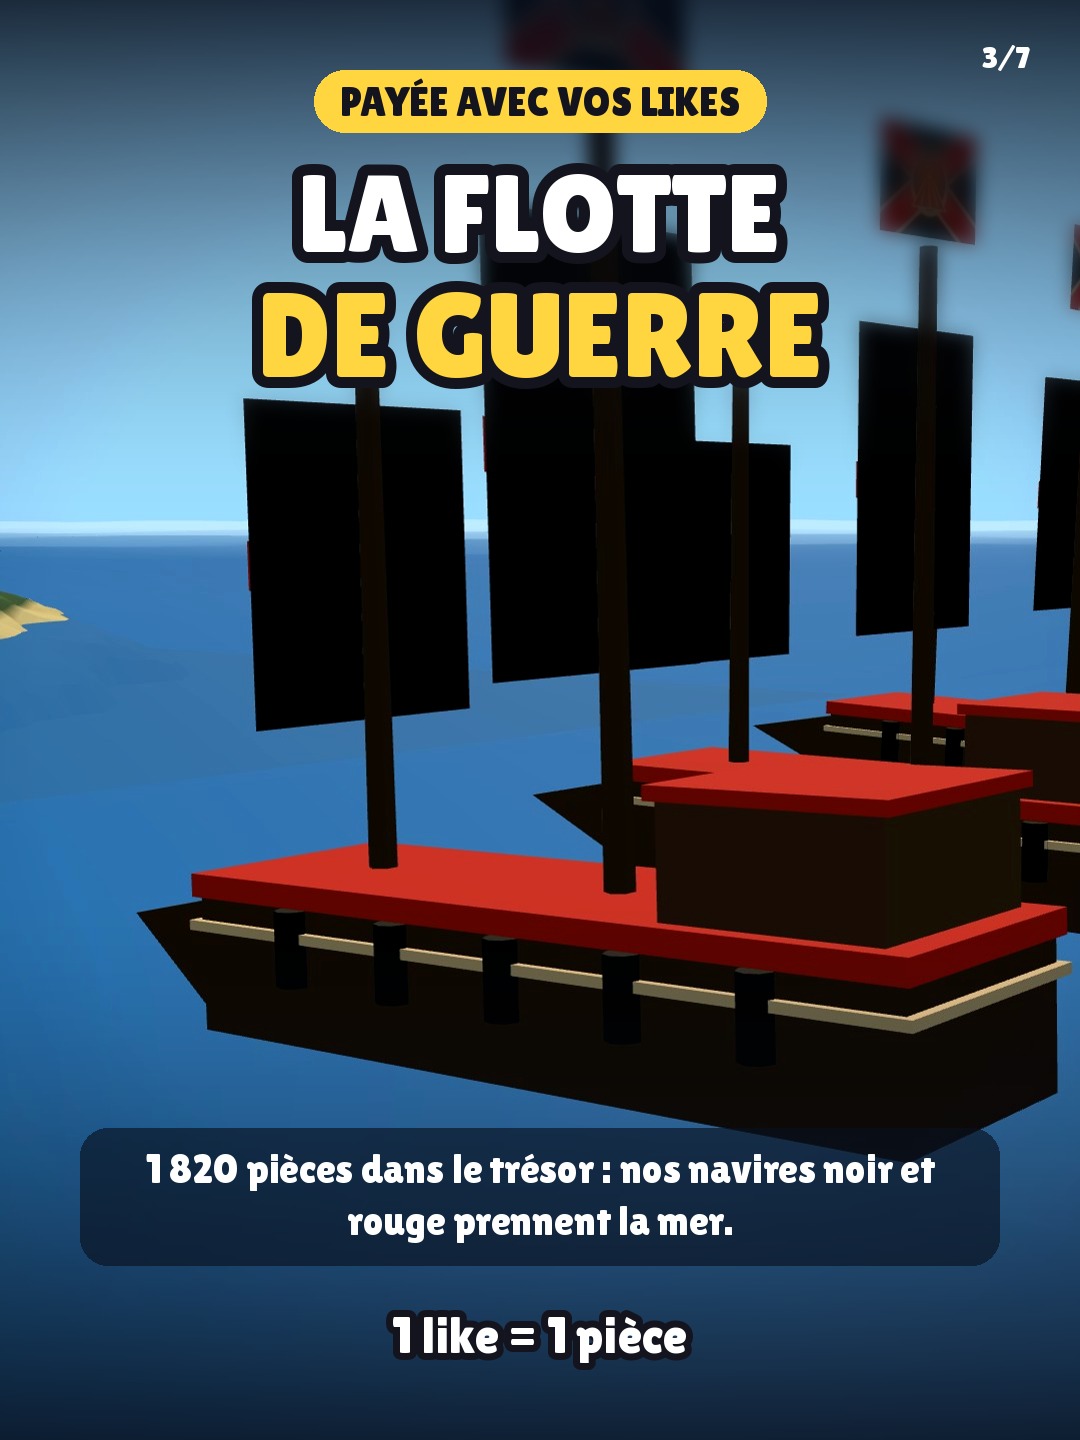 3/7
PAYÉE AVEC VOS LIKES
LA FLOTTE
DE GUERRE
1 820 pièces dans le trésor : nos navires noir et
rouge prennent la mer.
1 like = 1 pièce